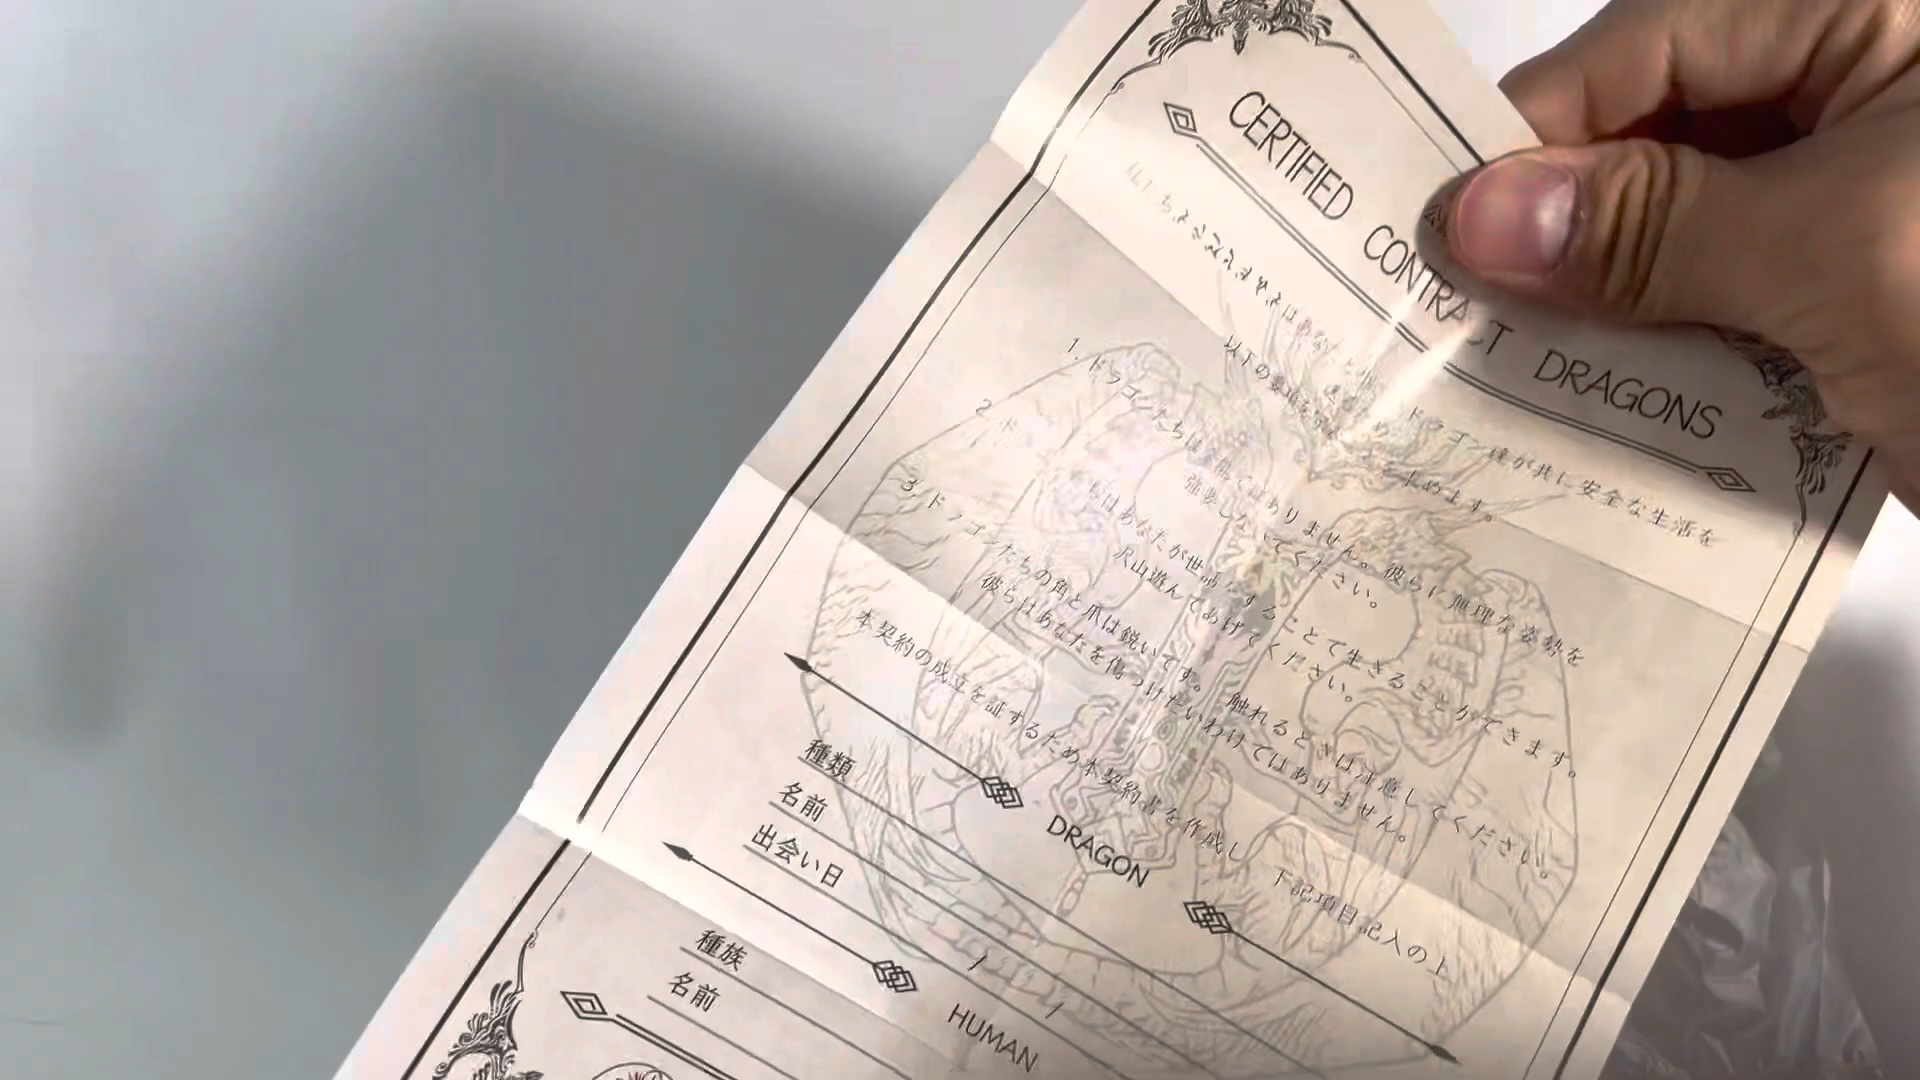 CERTIFIED CONTRACT DRAGONS
ドラゴン達が共に安全な生活を
以下の
止めます。
1. ドラゴンたちは全能ではありません。彼らに無理な姿勢を
強要しないでください。
2. ド ちはあなたが世話をすることで生きることができます。
沢山遊んであげてください。
3. ドラゴンたちの角と爪は鋭いです。 触れるときは注意してください。
彼らはあなたを傷つけたいわけではありません。
本契約の成立を証するため本契約書を作成し 下記項目記入の上
DRAGON
種類
名前
出会い日 / /
HUMAN
種族
名前